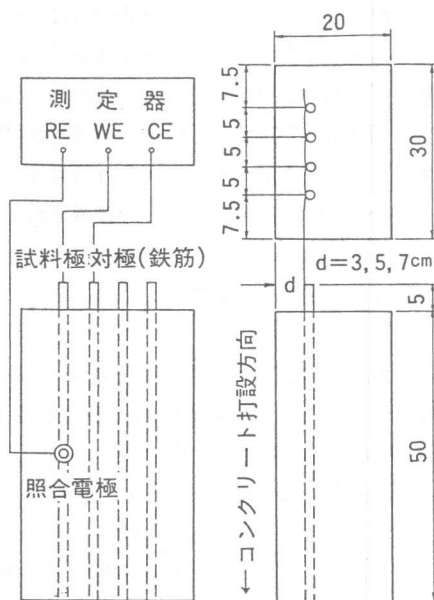 測 定 器
RE WE CE
試料極 対極(鉄筋)
照合電極
20
7.5
5
5
5
7.5
30
d=3, 5, 7cm
d
5
50
←コンクリート打設方向